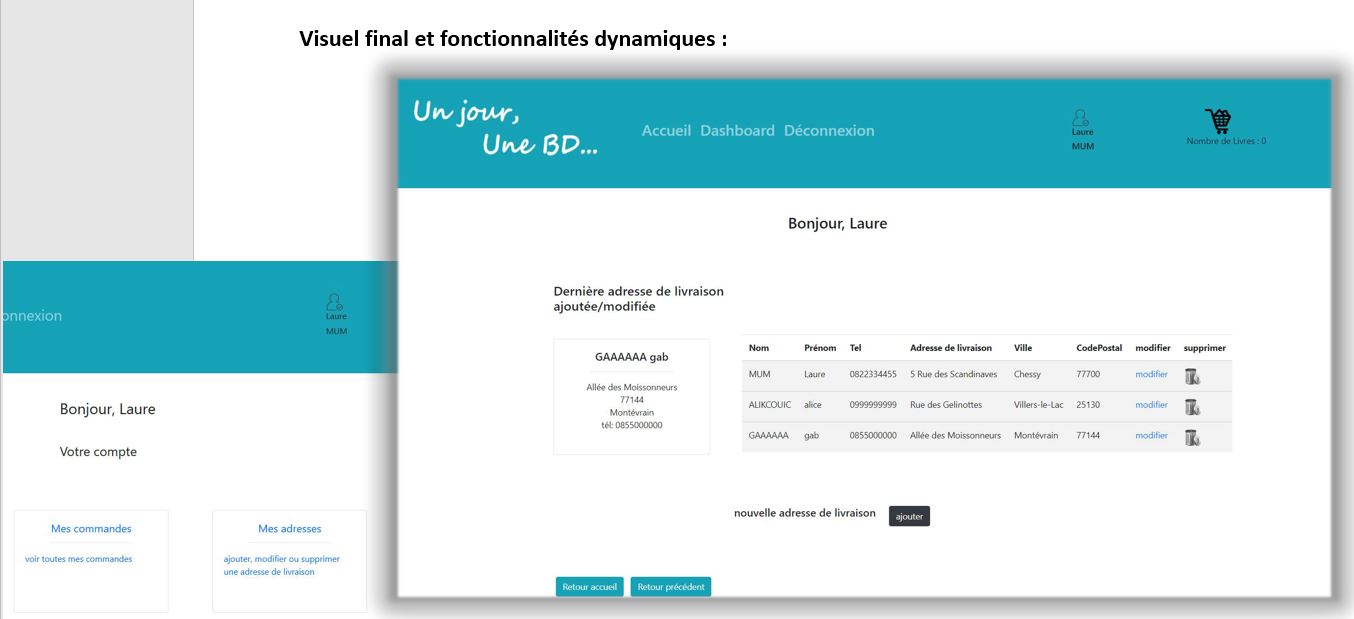 Visuel final et fonctionnalités dynamiques :
Un jour,
Une BD...
Accueil Dashboard Déconnexion
Laure
MUM
Nombre de Livres : 0
Bonjour, Laure
Dernière adresse de livraison
ajoutée/modifiée
GAAAAAA gab
Allée des Moissonneurs
77144
Montévrain
tél: 0855000000
Nom Prénom Tel Adresse de livraison Ville CodePostal modifier supprimer
MUM Laure 0822334455 5 Rue des Scandinaves Chessy 77700 modifier
ALIKCOUIC alice 0999999999 Rue des Gelinottes Villers-le-Lac 25130 modifier
GAAAAAA gab 0855000000 Allée des Moissonneurs Montévrain 77144 modifier
nouvelle adresse de livraison ajouter
Retour accueil Retour précédent
onnexion
Laure
MUM
Bonjour, Laure
Votre compte
Mes commandes
voir toutes mes commandes
Mes adresses
ajouter, modifier ou supprimer
une adresse de livraison